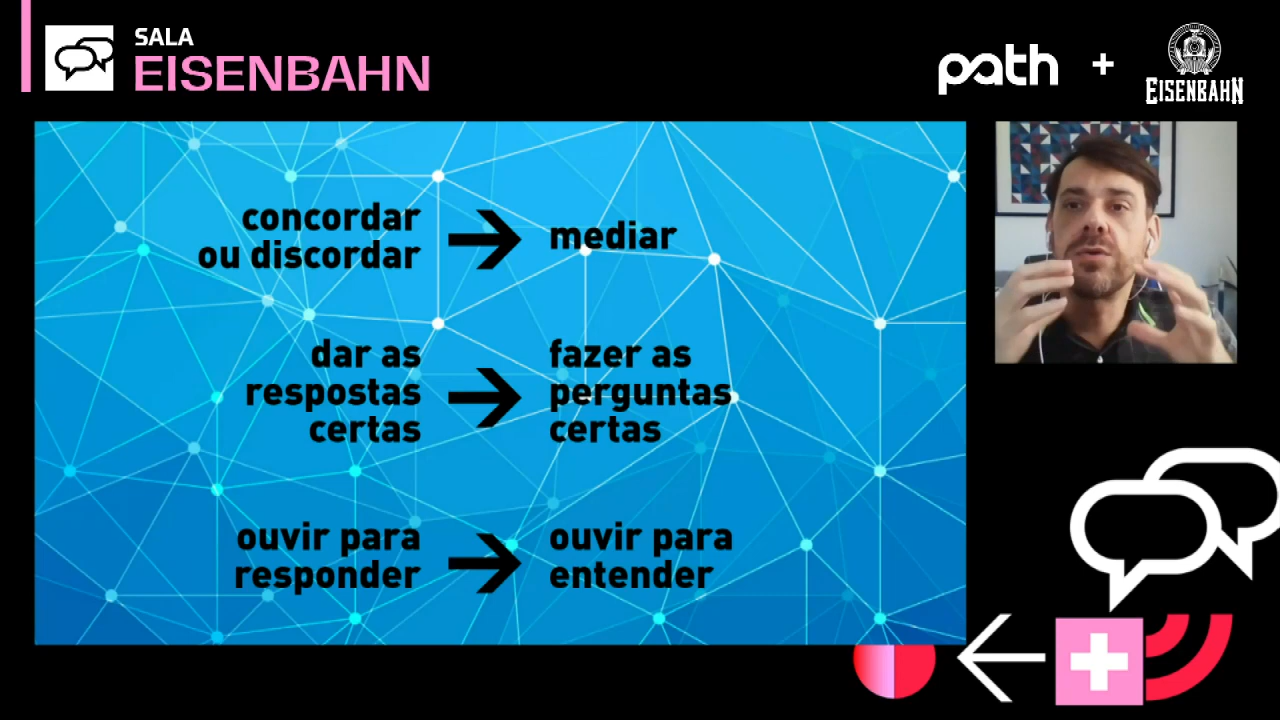 SALA
EISENBAHN
path +
EISENBAHN
concordar
ou discordar
mediar
dar as
respostas
certas
fazer as
perguntas
certas
ouvir para
responder
ouvir para
entender